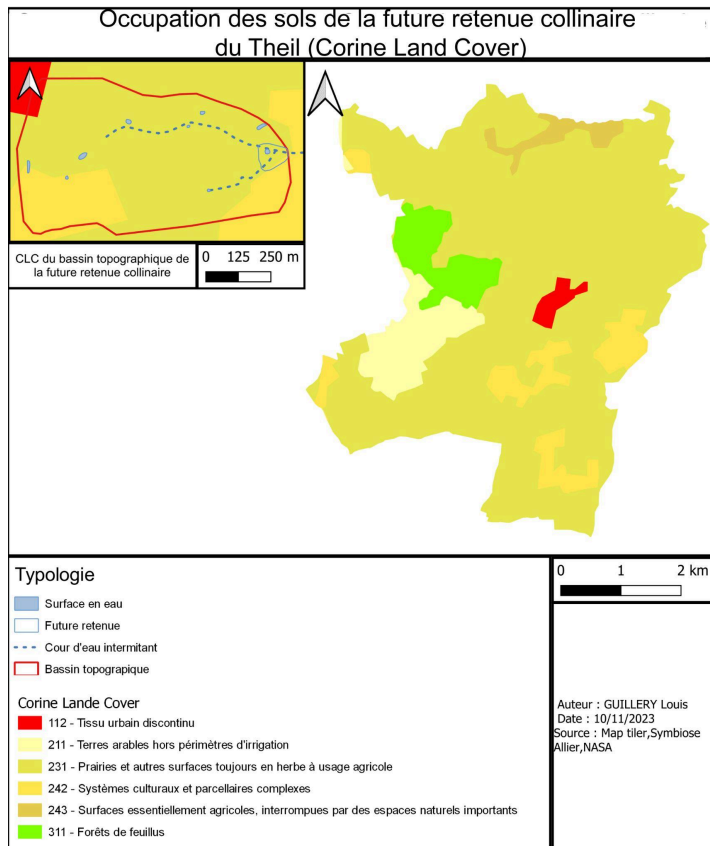 Occupation des sols de la future retenue collinaire
du Theil (Corine Land Cover)
CLC du bassin topographique de
la future retenue collinaire
0 125 250 m
Typologie
Surface en eau
Future retenue
Cour d'eau intermitant
Bassin topograpique
Corine Lande Cover
112 - Tissu urbain discontinu
211 - Terres arables hors périmètres d'irrigation
231 - Prairies et autres surfaces toujours en herbe à usage agricole
242 - Systèmes culturaux et parcellaires complexes
243 - Surfaces essentiellement agricoles, interrompues par des espaces naturels importants
311 - Forêts de feuillus
0 1 2 km
Auteur : GUILLERY Louis
Date : 10/11/2023
Source : Map tiler,Symbiose
Allier,NASA